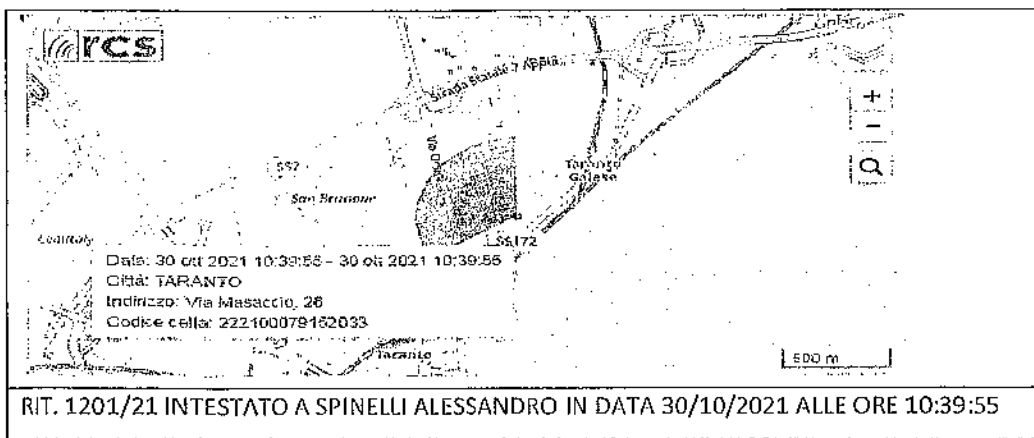 rcs
Strada Statale 7 Appia
SS7
San Brunone
Taranto
Galese
SS172
Data: 30 ott 2021 10:39:55 - 30 ott 2021 10:39:55
Città: TARANTO
Indirizzo: Via Masaccio, 26
Codice cella: 222100079162033
Taranto
500 m
RIT. 1201/21 INTESTATO A SPINELLI ALESSANDRO IN DATA 30/10/2021 ALLE ORE 10:39:55